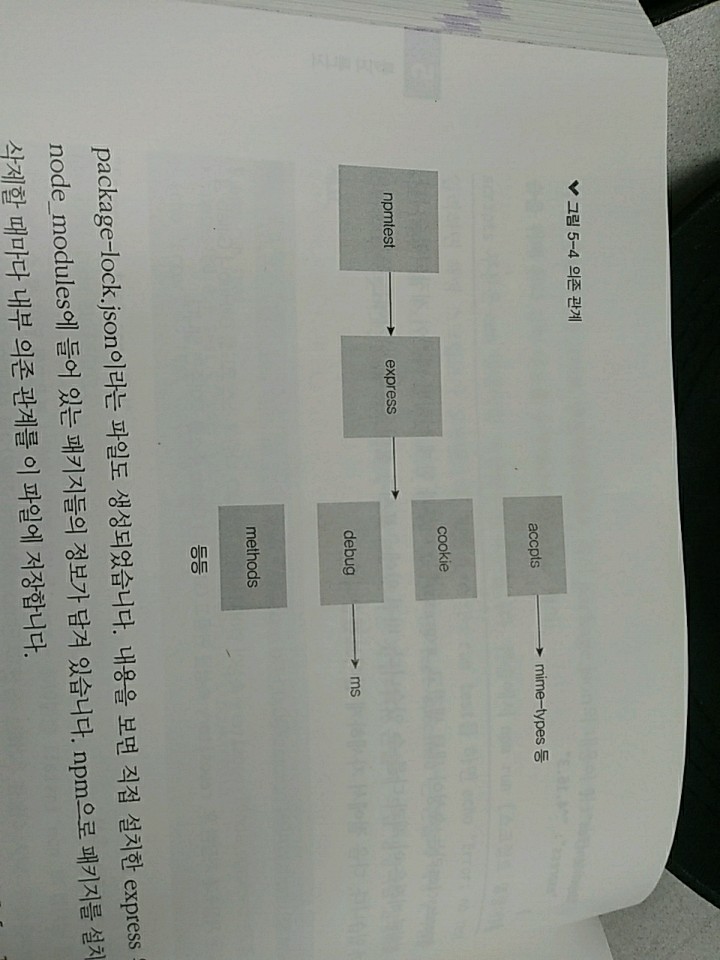 그림 5-4 의존 관계
npmtest
express
accpts
mime-types 등
cookie
debug
ms
methods
등등
package-lock.json이라는 파일도 생성되었습니다. 내용을 보면 직접 설치한 express
node_modules에 들어 있는 패키지들의 정보가 담겨 있습니다. npm으로 패키지를 설치
삭제할 때마다 내부 의존 관계를 이 파일에 저장합니다.